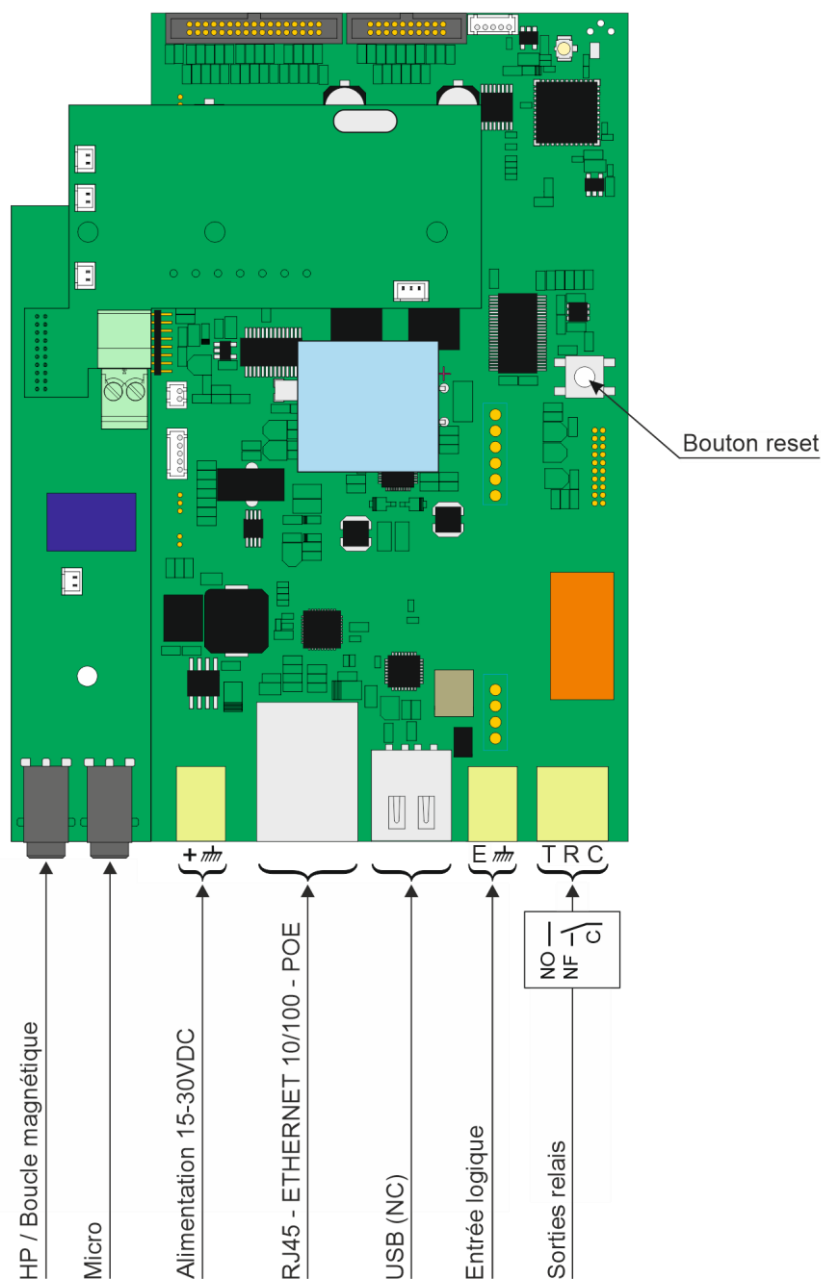 Bouton reset
+
E
T R C
NO
NF
C
HP / Boucle magnétique
Micro
Alimentation 15-30VDC
RJ45 - ETHERNET 10/100 - POE
USB (NC)
Entrée logique
Sorties relais